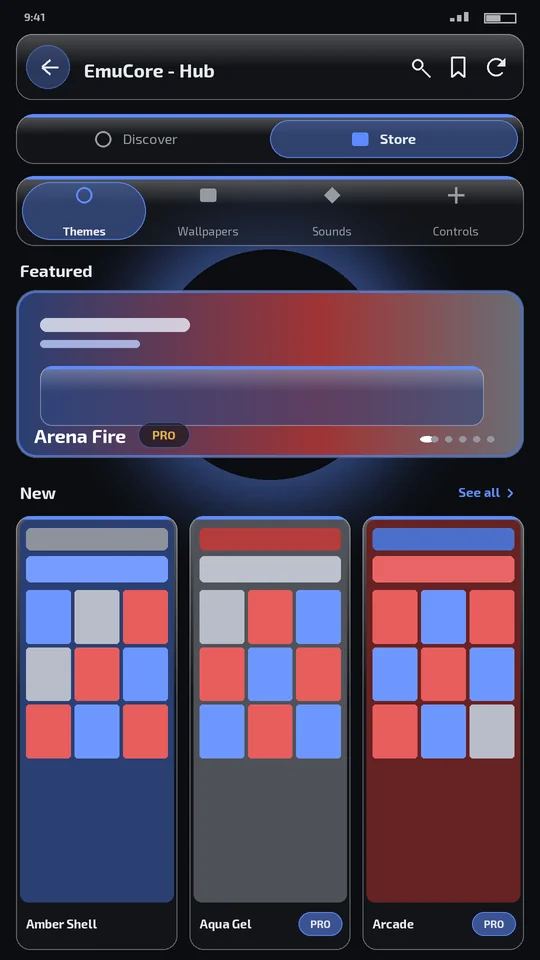 9:41
EmuCore - Hub
Discover
Store
Themes
Wallpapers
Sounds
Controls
Featured
Arena Fire
PRO
New
See all
Amber Shell
Aqua Gel
PRO
Arcade
PRO